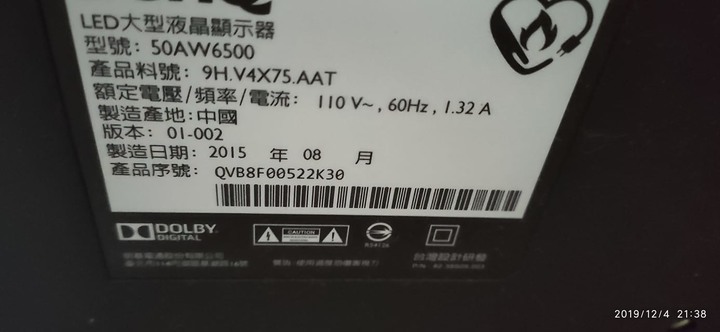 LED大型液晶顯示器
型號: 50AW6500
產品料號: 9H.V4X75.AAT
額定電壓/頻率/電流: 110 V~, 60Hz, 1.32 A
製造產地:中國
版本: 01-002
製造日期: 2015 年 08 月
產品序號: QVB8F00522K30
DOLBY
DIGITAL
CAUTION
台灣設計研發
2019/12/4 21:38